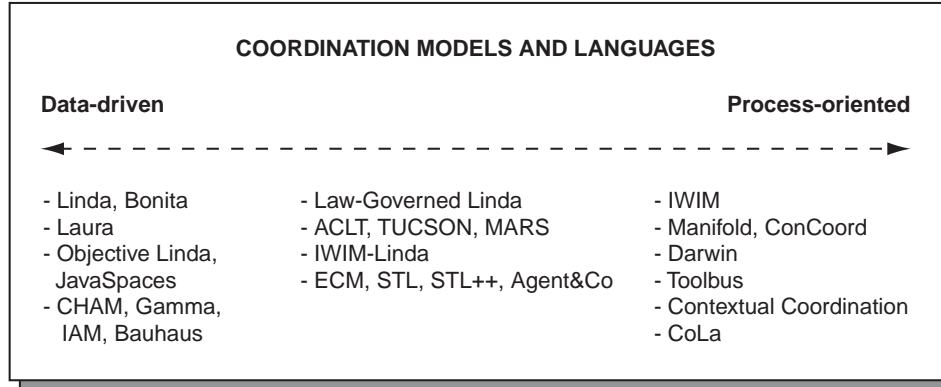 COORDINATION MODELS AND LANGUAGES
Data-driven
Process-oriented
- Linda, Bonita
- Laura
- Objective Linda,
JavaSpaces
- CHAM, Gamma,
IAM, Bauhaus
- Law-Governed Linda
- ACLT, TUCSON, MARS
- IWIM-Linda
- ECM, STL, STL++, Agent&Co
- IWIM
- Manifold, ConCoord
- Darwin
- Toolbus
- Contextual Coordination
- CoLa